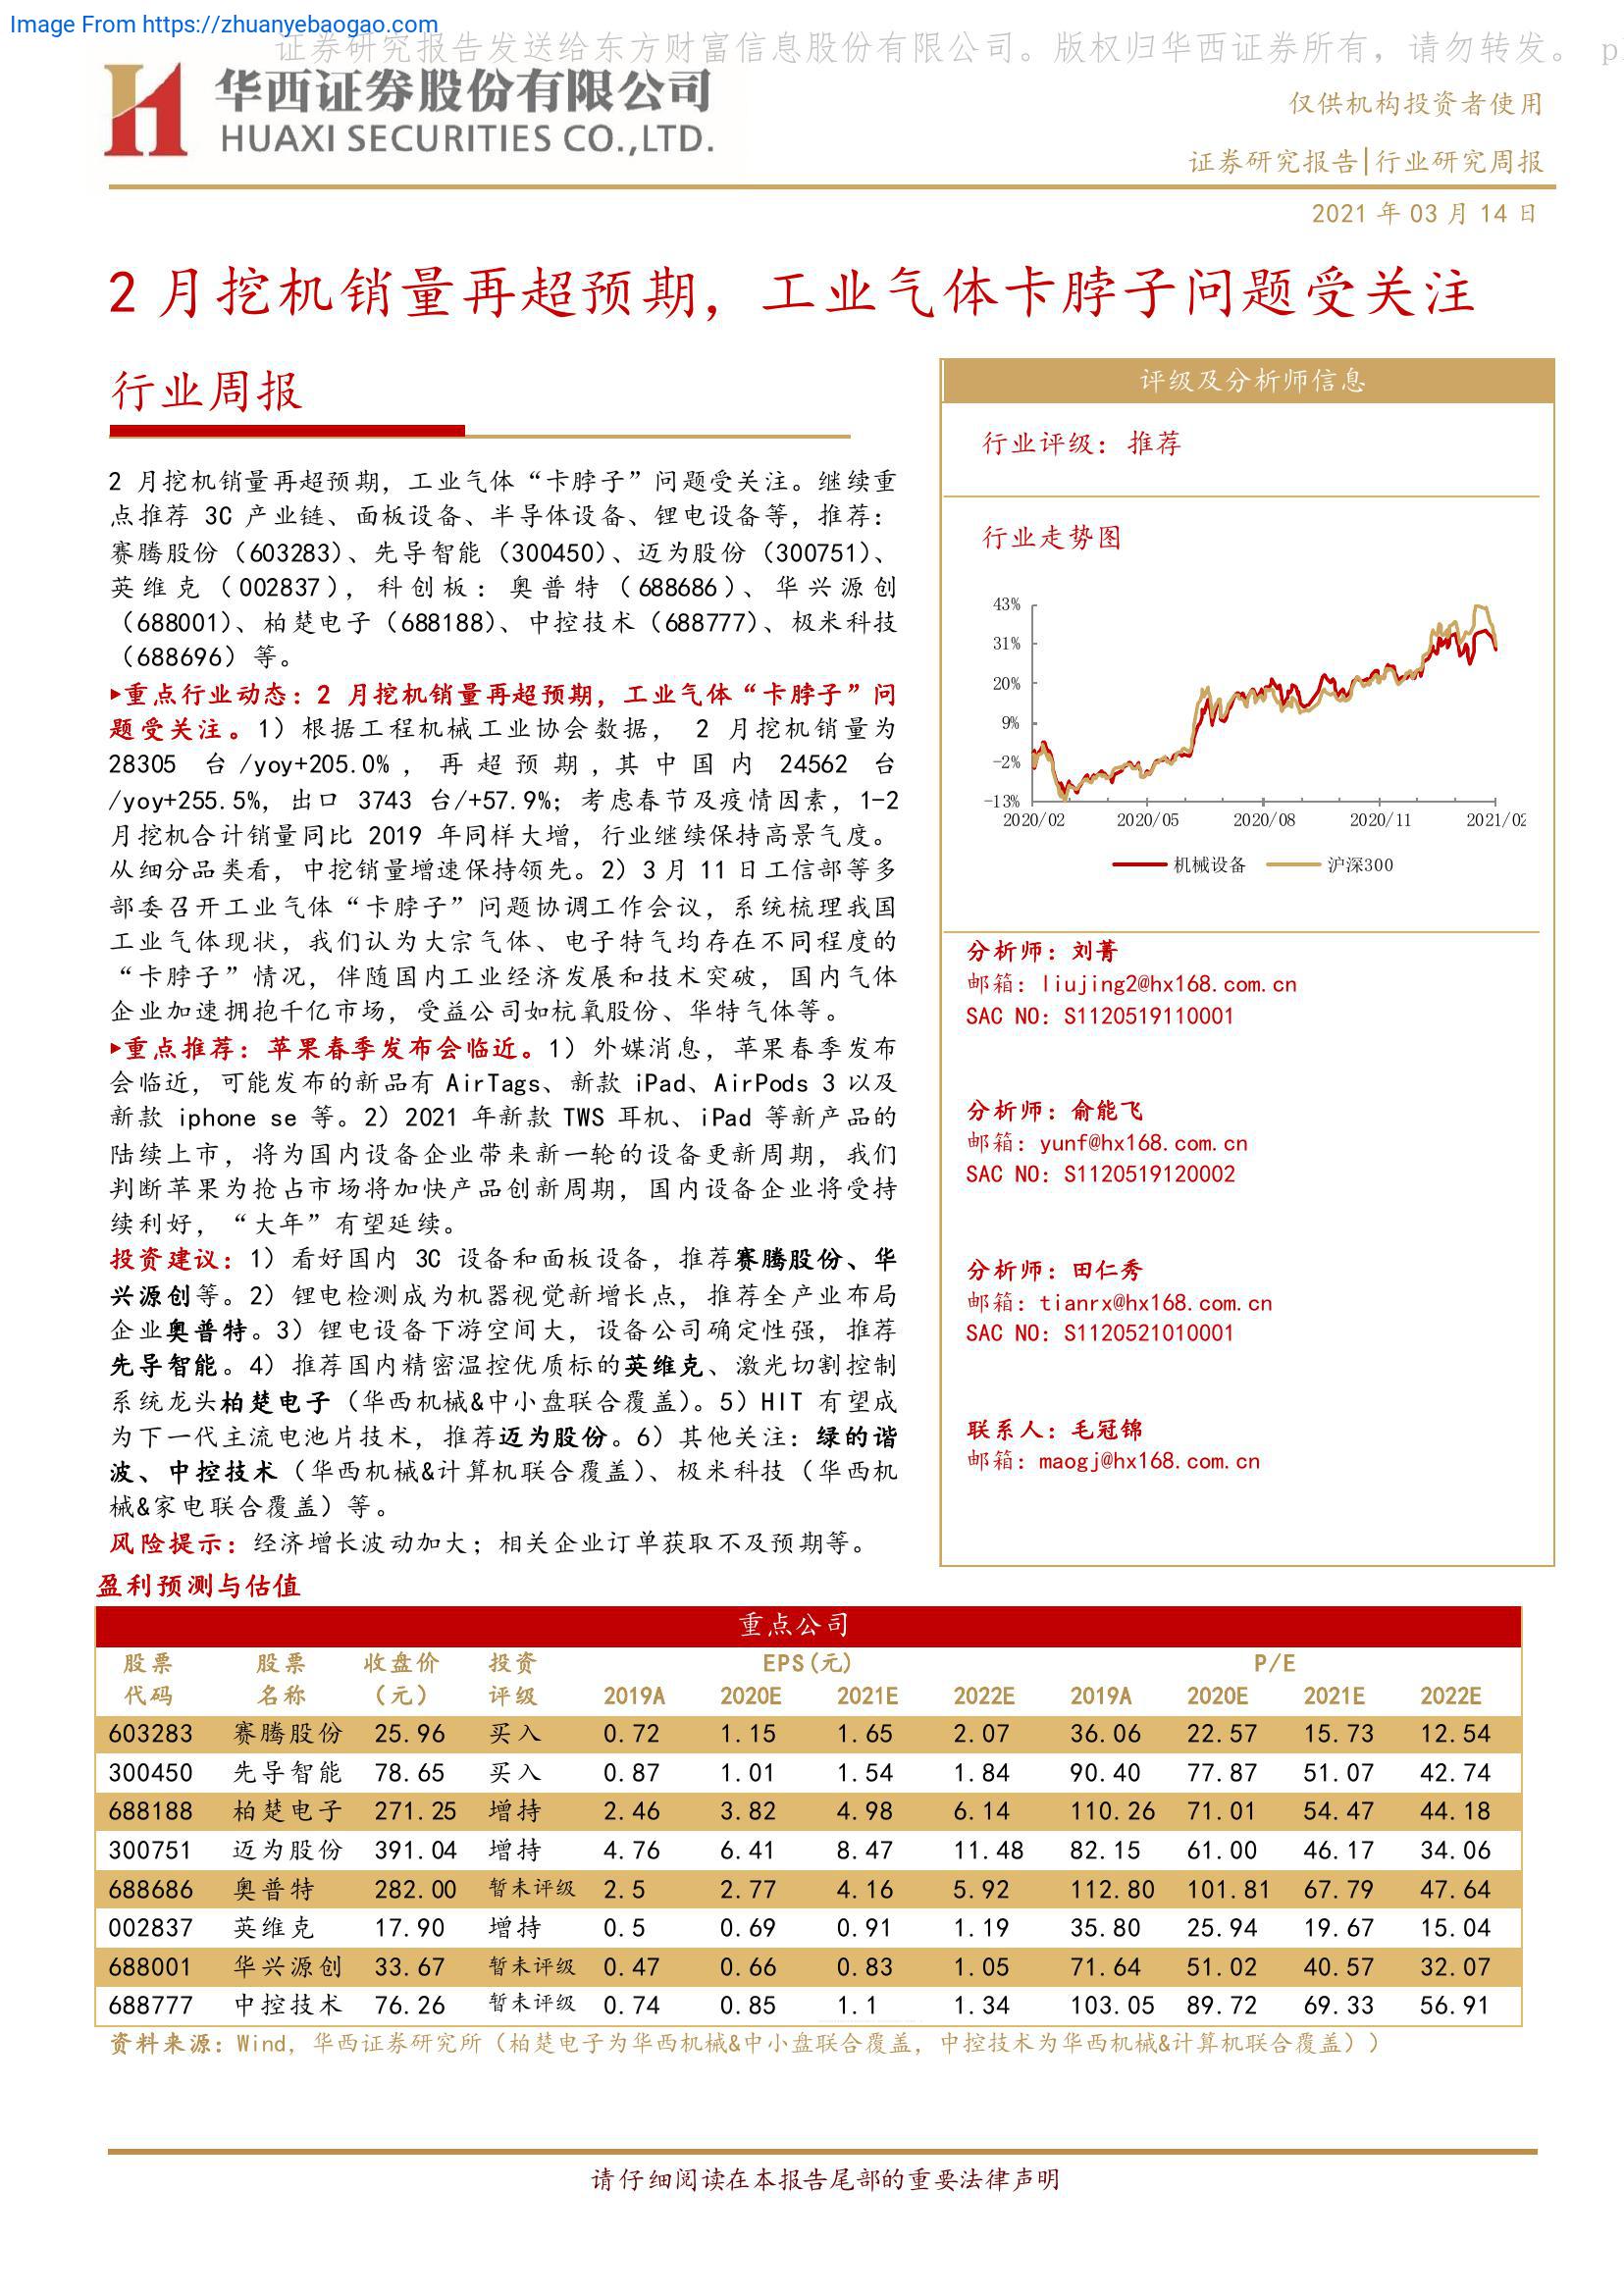 Image From https://zhuanyebaogao.com
证券研究报告发送给东方财富信息股份有限公司。版权归华西证券所有，请勿转发。 p
华西证券股份有限公司
HUAXI SECURITIES CO.,LTD.
仅供机构投资者使用
证券研究报告|行业研究周报
2021 年 03 月 14 日
2 月挖机销量再超预期，工业气体卡脖子问题受关注
行业周报
2 月挖机销量再超预期，工业气体“卡脖子”问题受关注。继续重
点推荐 3C 产业链、面板设备、半导体设备、锂电设备等，推荐：
赛腾股份（603283）、先导智能（300450）、迈为股份（300751）、
英维克（002837），科创板：奥普特（688686）、华兴源创
（688001）、柏楚电子（688188）、中控技术（688777）、极米科技
（688696）等。
▸重点行业动态：2 月挖机销量再超预期，工业气体“卡脖子”问
题受关注。1）根据工程机械工业协会数据， 2 月挖机销量为
28305 台/yoy+205.0%，再超预期,其中国内 24562 台
/yoy+255.5%，出口 3743 台/+57.9%；考虑春节及疫情因素，1-2
月挖机合计销量同比 2019 年同样大增，行业继续保持高景气度。
从细分品类看，中挖销量增速保持领先。2）3 月 11 日工信部等多
部委召开工业气体“卡脖子”问题协调工作会议，系统梳理我国
工业气体现状，我们认为大宗气体、电子特气均存在不同程度的
“卡脖子”情况，伴随国内工业经济发展和技术突破，国内气体
企业加速拥抱千亿市场，受益公司如杭氧股份、华特气体等。
▸重点推荐：苹果春季发布会临近。1）外媒消息，苹果春季发布
会临近，可能发布的新品有 AirTags、新款 iPad、AirPods 3 以及
新款 iphone se 等。2）2021 年新款 TWS 耳机、iPad 等新产品的
陆续上市，将为国内设备企业带来新一轮的设备更新周期，我们
判断苹果为抢占市场将加快产品创新周期，国内设备企业将受持
续利好，“大年”有望延续。
投资建议：1）看好国内 3C 设备和面板设备，推荐赛腾股份、华
兴源创等。2）锂电检测成为机器视觉新增长点，推荐全产业布局
企业奥普特。3）锂电设备下游空间大，设备公司确定性强，推荐
先导智能。4）推荐国内精密温控优质标的英维克、激光切割控制
系统龙头柏楚电子（华西机械&中小盘联合覆盖）。5）HIT 有望成
为下一代主流电池片技术，推荐迈为股份。6）其他关注：绿的谐
波、中控技术（华西机械&计算机联合覆盖）、极米科技（华西机
械&家电联合覆盖）等。
风险提示：经济增长波动加大；相关企业订单获取不及预期等。
评级及分析师信息
行业评级：推荐
行业走势图
43%
31%
20%
9%
-2%
-13%
2020/02 2020/05 2020/08 2020/11 2021/02
机械设备 沪深300
分析师：刘菁
邮箱：liujing2@hx168.com.cn
SAC NO：S1120519110001
分析师：俞能飞
邮箱：yunf@hx168.com.cn
SAC NO：S1120519120002
分析师：田仁秀
邮箱：tianrx@hx168.com.cn
SAC NO：S1120521010001
联系人：毛冠锦
邮箱：maogj@hx168.com.cn
盈利预测与估值
重点公司
股票 股票 收盘价 投资 EPS(元) P/E
代码 名称 （元） 评级 2019A 2020E 2021E 2022E 2019A 2020E 2021E 2022E
603283 赛腾股份 25.96 买入 0.72 1.15 1.65 2.07 36.06 22.57 15.73 12.54
300450 先导智能 78.65 买入 0.87 1.01 1.54 1.84 90.40 77.87 51.07 42.74
688188 柏楚电子 271.25 增持 2.46 3.82 4.98 6.14 110.26 71.01 54.47 44.18
300751 迈为股份 391.04 增持 4.76 6.41 8.47 11.48 82.15 61.00 46.17 34.06
688686 奥普特 282.00 暂未评级 2.5 2.77 4.16 5.92 112.80 101.81 67.79 47.64
002837 英维克 17.90 增持 0.5 0.69 0.91 1.19 35.80 25.94 19.67 15.04
688001 华兴源创 33.67 暂未评级 0.47 0.66 0.83 1.05 71.64 51.02 40.57 32.07
688777 中控技术 76.26 暂未评级 0.74 0.85 1.1 1.34 103.05 89.72 69.33 56.91
资料来源：Wind，华西证券研究所（柏楚电子为华西机械&中小盘联合覆盖，中控技术为华西机械&计算机联合覆盖））
请仔细阅读在本报告尾部的重要法律声明